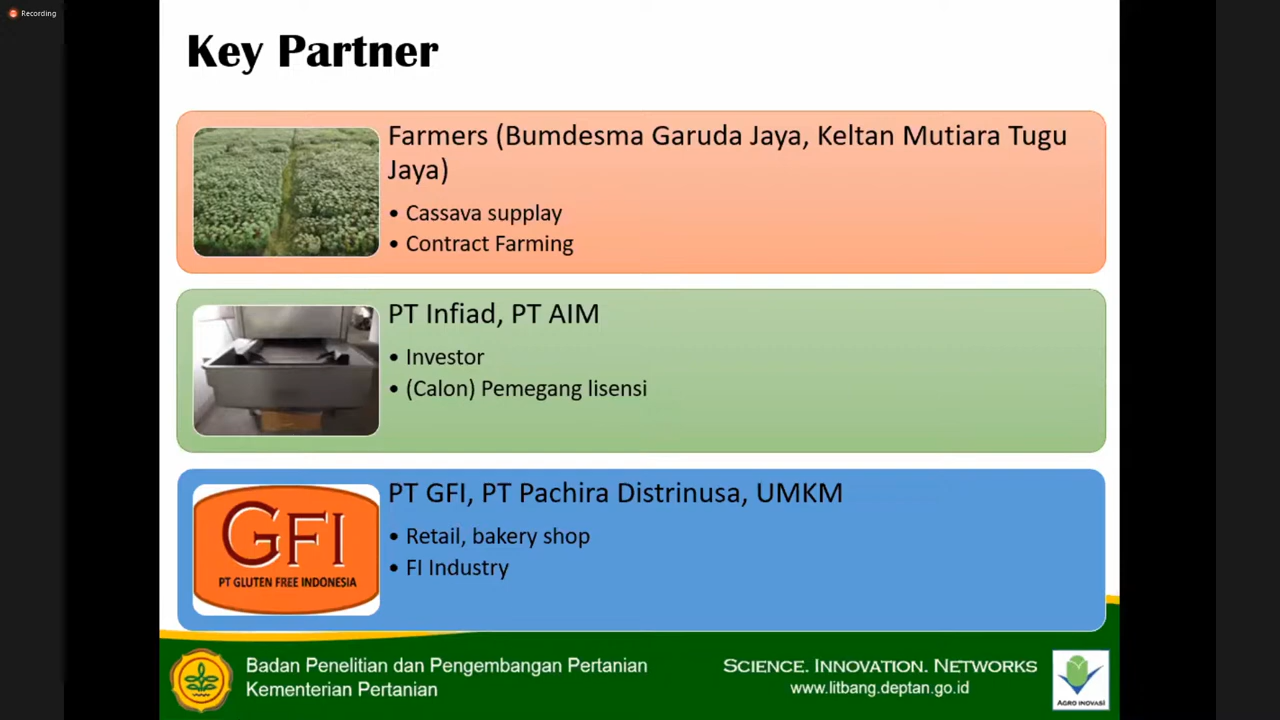 Recording
Key Partner
Farmers (Bumdesma Garuda Jaya, Keltan Mutiara Tugu
Jaya)
• Cassava supplay
• Contract Farming
PT Infiad, PT AIM
• Investor
• (Calon) Pemegang lisensi
GFI
PT GLUTEN FREE INDONESIA
PT GFI, PT Pachira Distrinusa, UMKM
• Retail, bakery shop
• FI Industry
Badan Penelitian dan Pengembangan Pertanian
Kementerian Pertanian
SCIENCE. INNOVATION. NETWORKS
www.litbang.deptan.go.id
AGRO INOVASI